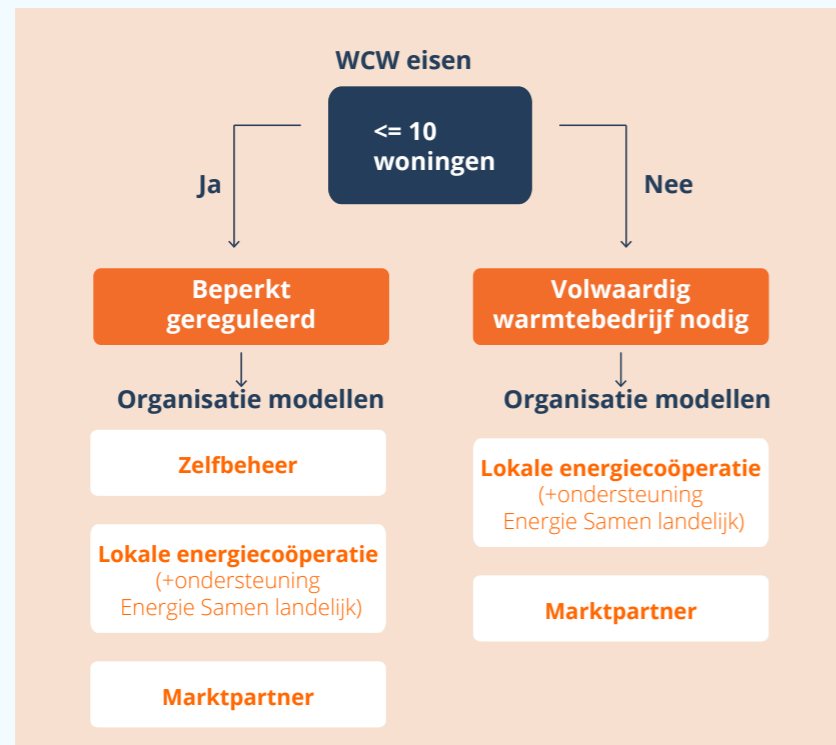 WCW eisen
<= 10
woningen
Ja
Nee
Beperkt
gereguleerd
Organisatie modellen
Zelfbeheer
Lokale energiecoöperatie
(+ondersteuning
Energie Samen landelijk)
Marktpartner
Volwaardig
warmtebedrijf nodig
Organisatie modellen
Lokale energiecoöperatie
(+ondersteuning
Energie Samen landelijk)
Marktpartner